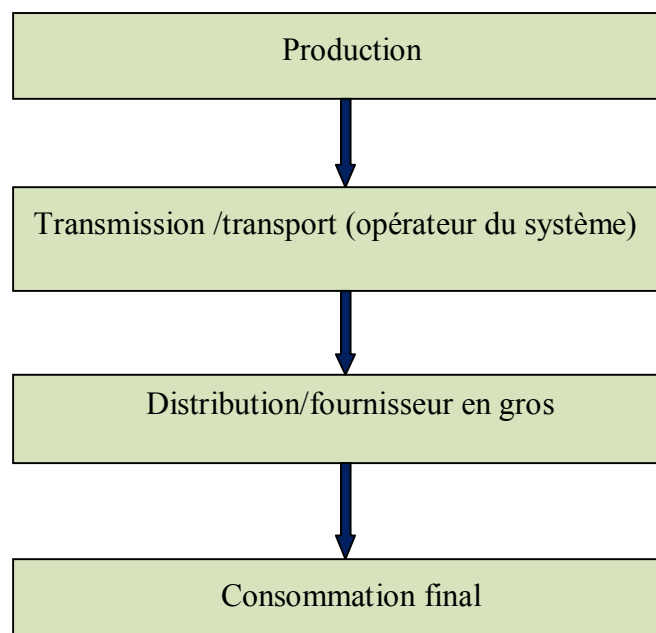 Production
Transmission /transport (opérateur du système)
Distribution/fournisseur en gros
Consommation final